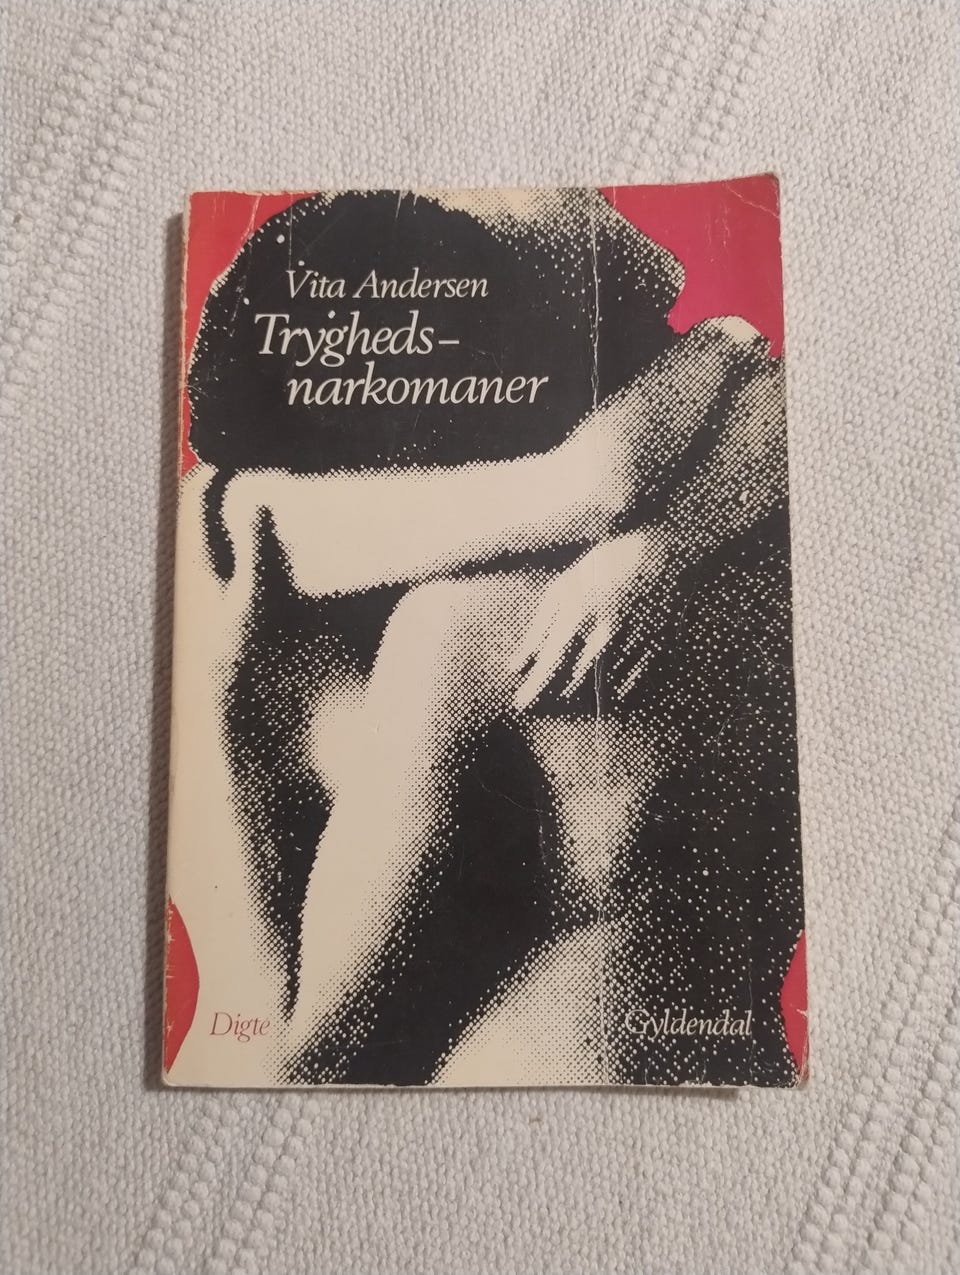 Vita Andersen
Trygheds-
narkomaner
Digte
Gyldendal